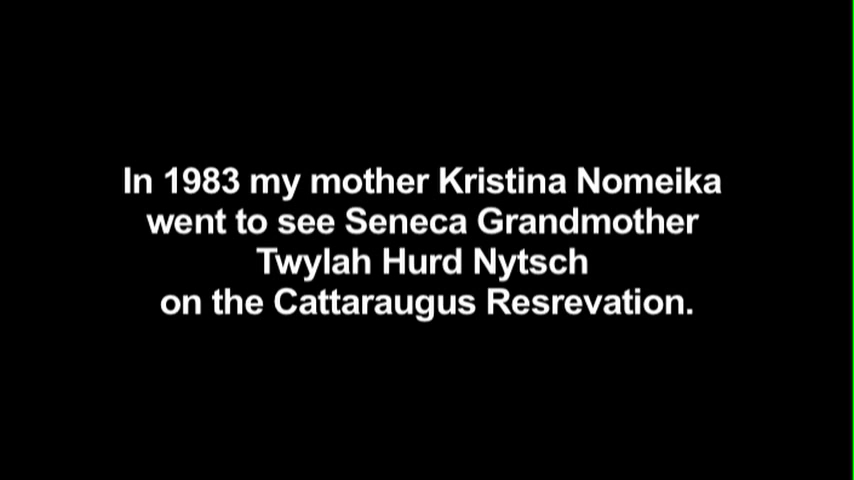 In 1983 my mother Kristina Nomeika
went to see Seneca Grandmother
Twylah Hurd Nytsch
on the Cattaraugus Resrevation.